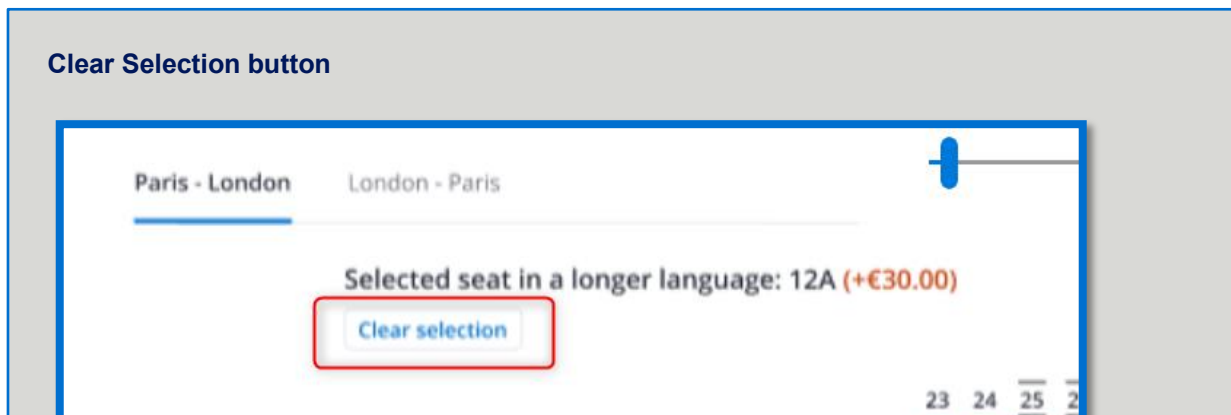 Clear Selection button
Paris - London London - Paris
Selected seat in a longer language: 12A (+€30.00)
Clear selection
23 24 25